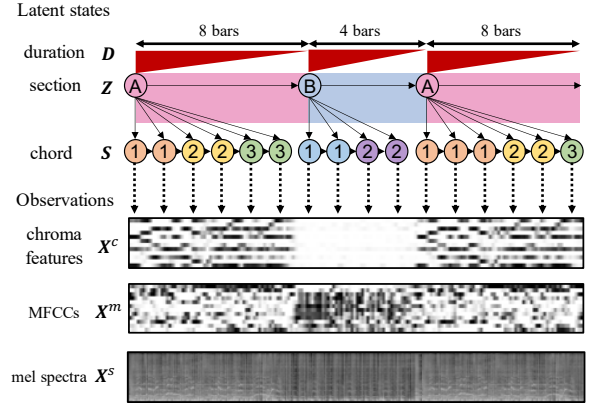 Latent states
8 bars 4 bars 8 bars
duration D
section Z A B A
chord S 1 1 2 2 3 3 1 1 2 2 1 1 1 2 2 3
Observations
chroma
features X^c
MFCCs X^m
mel spectra X^s